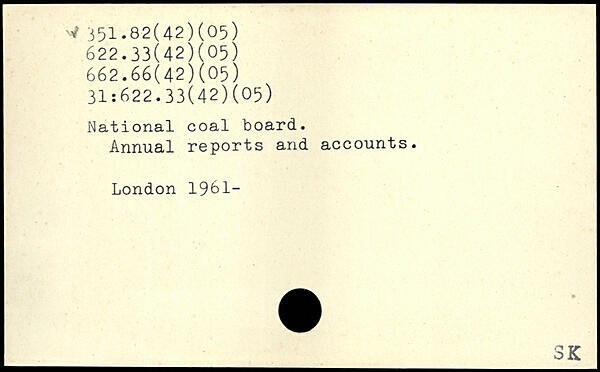 351.82(42)(05)
622.33(42)(05)
662.66(42)(05)
31:622.33(42)(05)
National coal board.
Annual reports and accounts.
London 1961-
SK